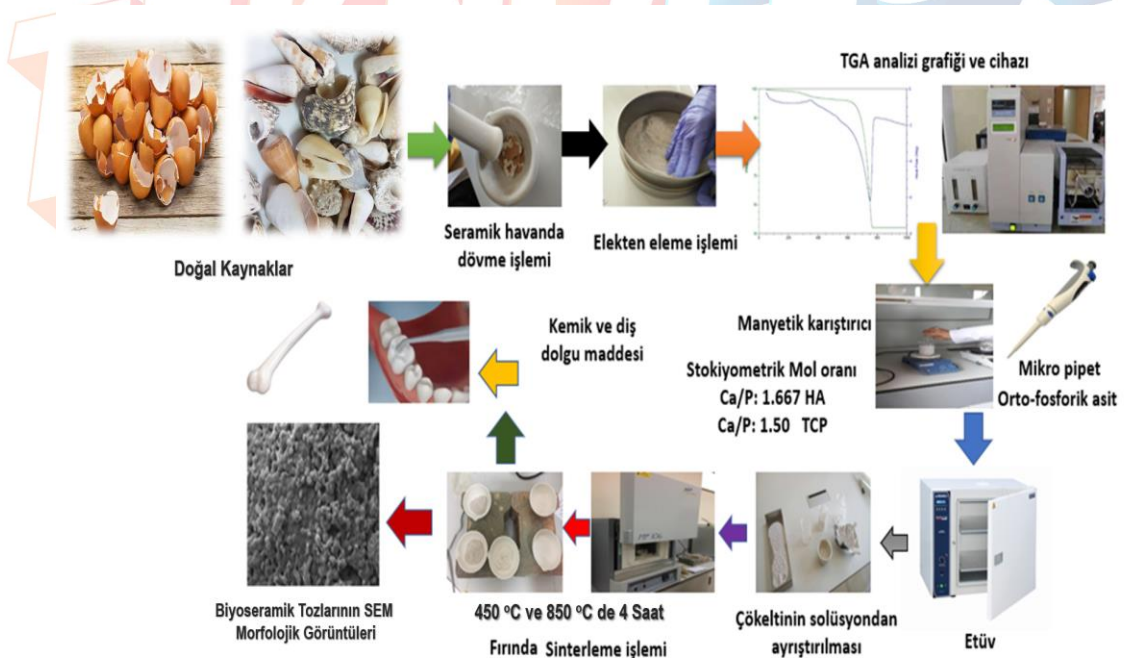 TGA analizi grafiği ve cihazı
Doğal Kaynaklar
Seramik havanda
dövme işlemi
Elekten eleme işlemi
Manyetik karıştırıcı
Stokiyometrik Mol oranı
Ca/P: 1.667 HA
Ca/P: 1.50 TCP
Mikro pipet
Orto-fosforik asit
Kemik ve diş
dolgu maddesi
Biyoseramik Tozlarının SEM
Morfolojik Görüntüleri
450 ºC ve 850 ºC de 4 Saat
Fırında Sinterleme işlemi
Çökeltinin solüsyondan
ayrıştırılması
Etüv